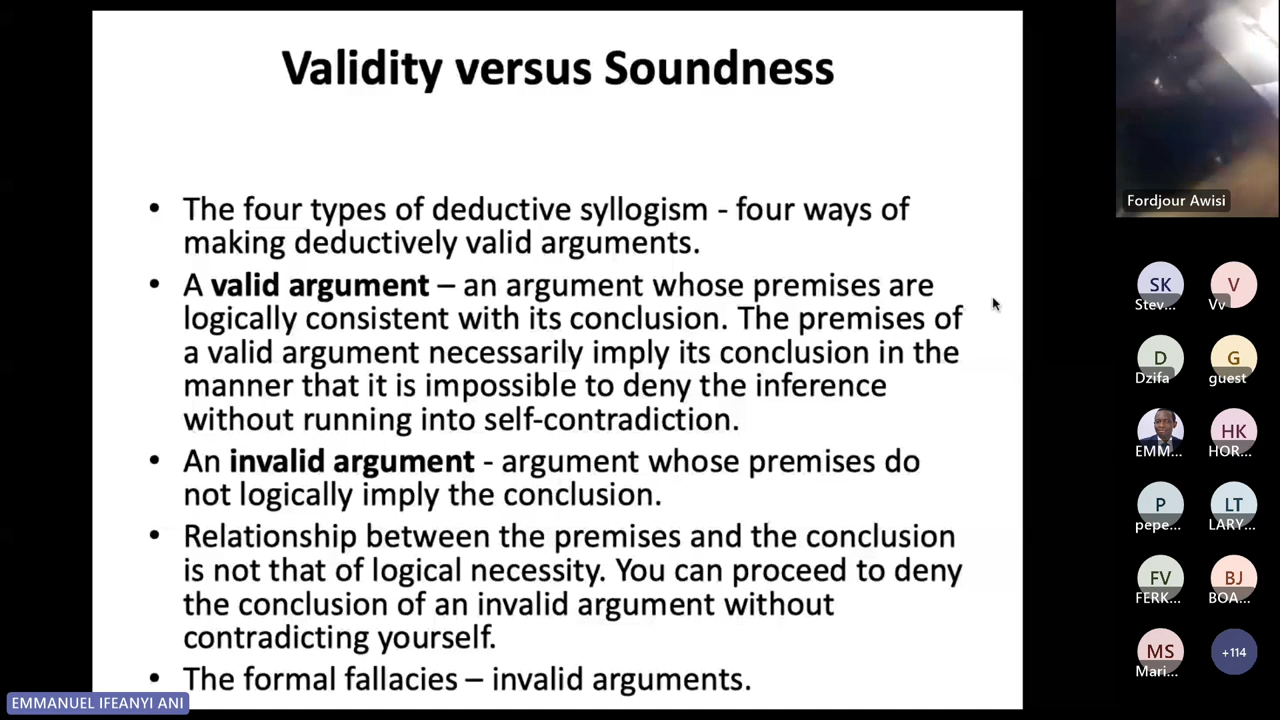 Validity versus Soundness
• The four types of deductive syllogism - four ways of
making deductively valid arguments.
• A valid argument – an argument whose premises are
logically consistent with its conclusion. The premises of
a valid argument necessarily imply its conclusion in the
manner that it is impossible to deny the inference
without running into self-contradiction.
• An invalid argument - argument whose premises do
not logically imply the conclusion.
• Relationship between the premises and the conclusion
is not that of logical necessity. You can proceed to deny
the conclusion of an invalid argument without
contradicting yourself.
• The formal fallacies – invalid arguments.
EMMANUEL IFEANYI ANI
Fordjour Awisi
SK V
Stev... Vv
D G
Dzifa guest
HK
EMM... HOR...
P LT
pepe... LARY...
FV BJ
FERK... BOA...
MS +114
Mari...